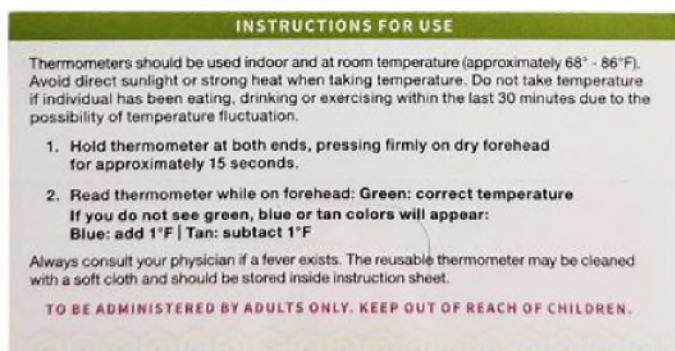 INSTRUCTIONS FOR USE
Thermometers should be used indoor and at room temperature (approximately 68° - 86°F).
Avoid direct sunlight or strong heat when taking temperature. Do not take temperature
if individual has been eating, drinking or exercising within the last 30 minutes due to the
possibility of temperature fluctuation.
1. Hold thermometer at both ends, pressing firmly on dry forehead
for approximately 15 seconds.
2. Read thermometer while on forehead: Green: correct temperature
If you do not see green, blue or tan colors will appear:
Blue: add 1°F | Tan: subtact 1°F
Always consult your physician if a fever exists. The reusable thermometer may be cleaned
with a soft cloth and should be stored inside instruction sheet.
TO BE ADMINISTERED BY ADULTS ONLY. KEEP OUT OF REACH OF CHILDREN.